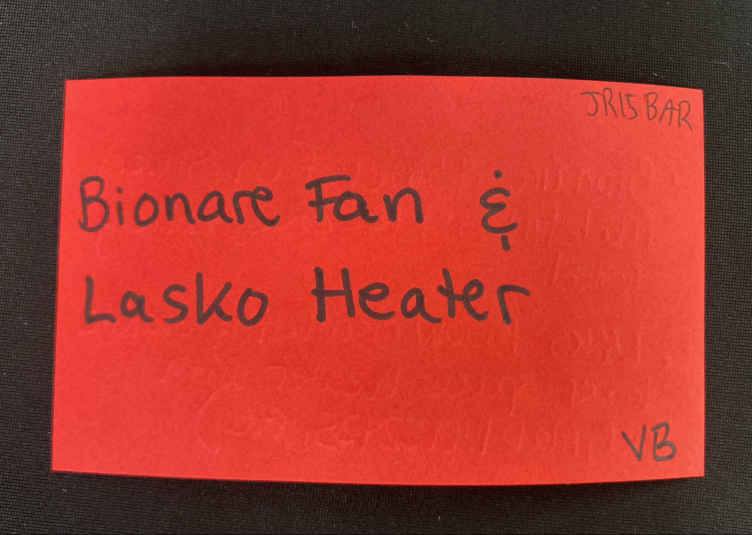 JR15BAR
Bionare Fan &
Lasko Heater
VB